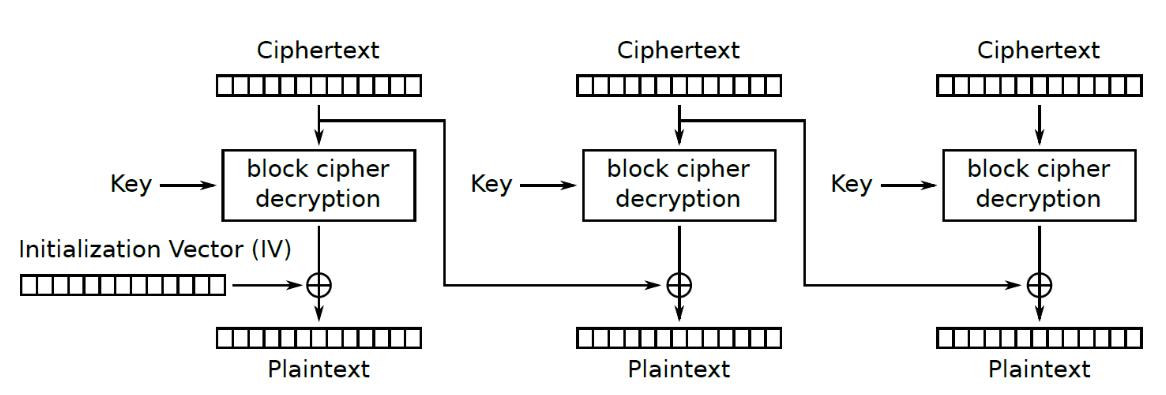 Ciphertext
Ciphertext
Ciphertext
block cipher
decryption
block cipher
decryption
block cipher
decryption
Key
Key
Key
Initialization Vector (IV)
Plaintext
Plaintext
Plaintext